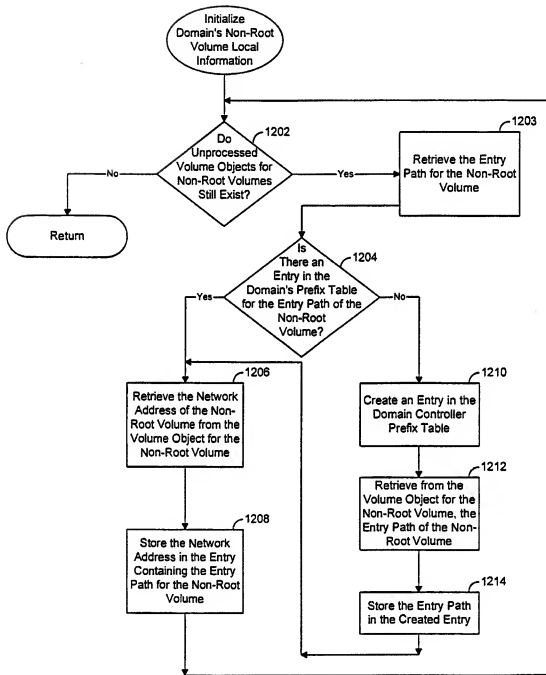 Initialize
Domain's Non-Root
Volume Local
Information
1202
Do
Unprocessed
Volume Objects for
Non-Root Volumes
Still Exist?
No
Yes
1203
Retrieve the Entry
Path for the Non-Root
Volume
Return
1204
Is
There an
Entry in the
Domain's Prefix Table
for the Entry Path of the
Non-Root
Volume?
Yes
No
1206
Retrieve the Network
Address of the Non-
Root Volume from the
Volume Object for the
Non-Root Volume
1210
Create an Entry in the
Domain Controller
Prefix Table
1212
Retrieve from the
Volume Object for the
Non-Root Volume, the
Entry Path of the Non-
Root Volume
1208
Store the Network
Address in the Entry
Containing the Entry
Path for the Non-Root
Volume
1214
Store the Entry Path
in the Created Entry